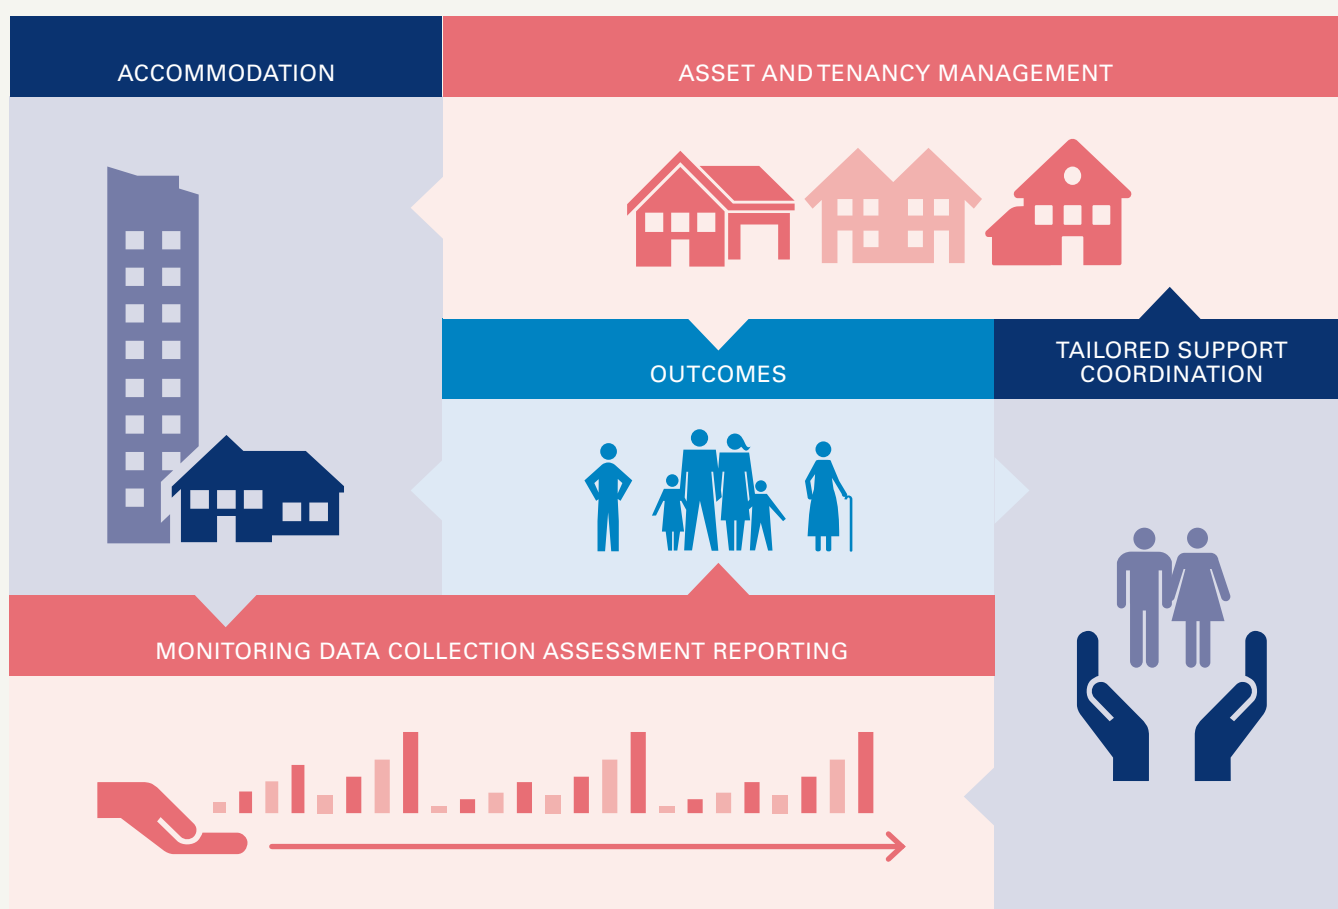 ACCOMMODATION
ASSET AND TENANCY MANAGEMENT
OUTCOMES
TAILORED SUPPORT
COORDINATION
MONITORING DATA COLLECTION ASSESSMENT REPORTING